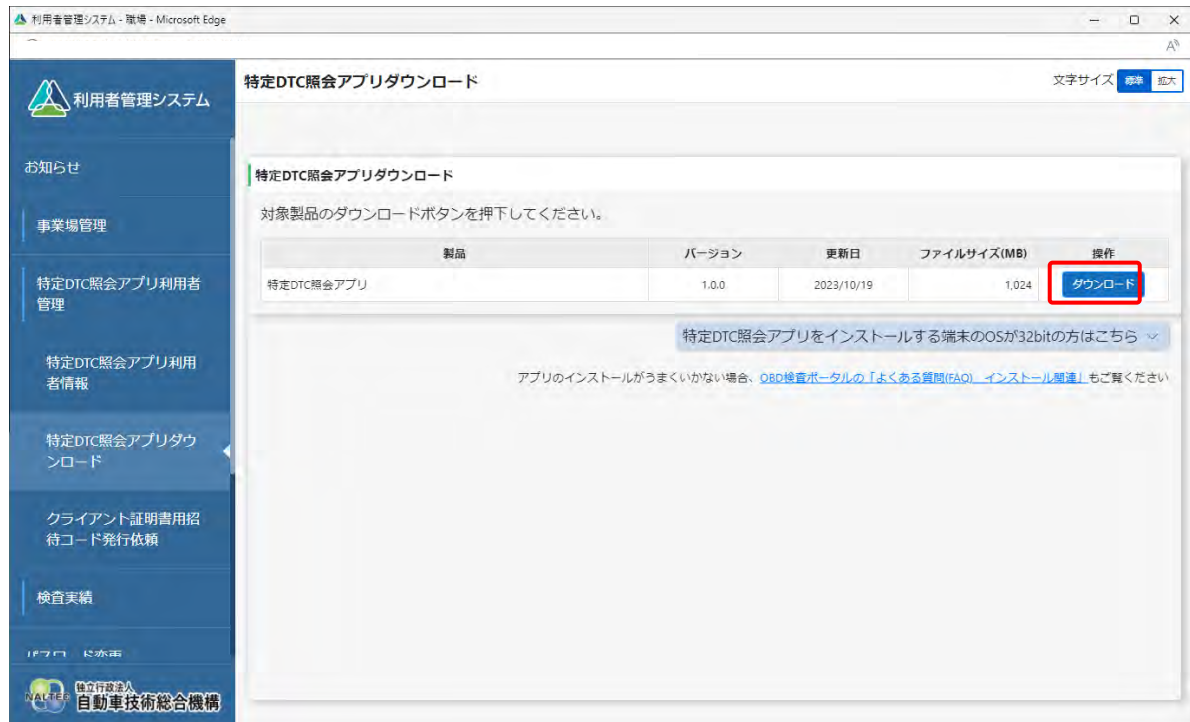 利用者管理システム - 職場 - Microsoft Edge
利用者管理システム
特定DTC照会アプリダウンロード
文字サイズ 標準 拡大
お知らせ
事業場管理
特定DTC照会アプリ利用者
管理
特定DTC照会アプリ利用
者情報
特定DTC照会アプリダウ
ンロード
クライアント証明書用招
待コード発行依頼
検査実績
NALTEC 独立行政法人
自動車技術総合機構
特定DTC照会アプリダウンロード
対象製品のダウンロードボタンを押下してください。
製品 バージョン 更新日 ファイルサイズ(MB) 操作
特定DTC照会アプリ 1.0.0 2023/10/19 1,024 ダウンロード
特定DTC照会アプリをインストールする端末のOSが32bitの方はこちら
アプリのインストールがうまくいかない場合、OBD検査ポータルの「よくある質問(FAQ) インストール関連」もご覧ください